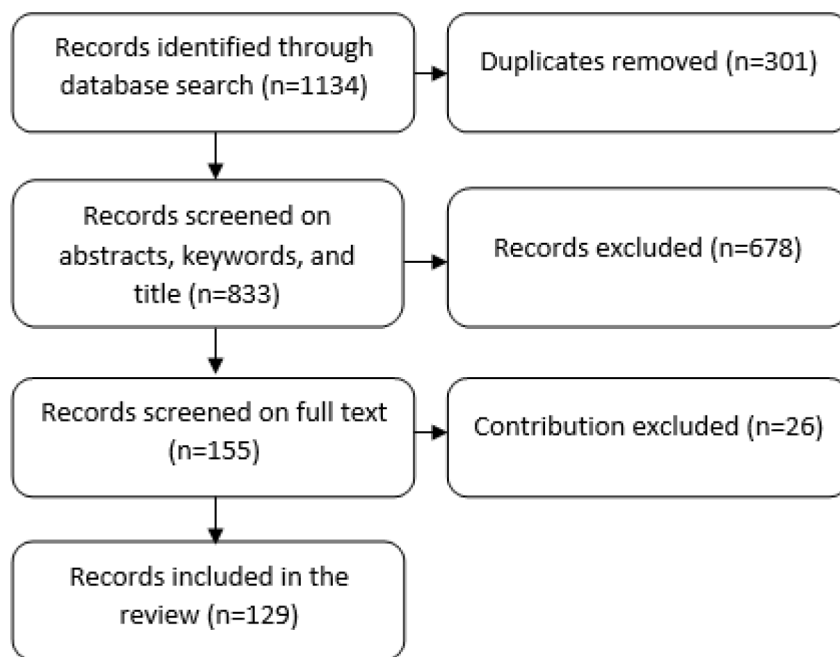 Records identified through
database search (n=1134)
Duplicates removed (n=301)
Records screened on
abstracts, keywords, and
title (n=833)
Records excluded (n=678)
Records screened on full text
(n=155)
Contribution excluded (n=26)
Records included in the
review (n=129)